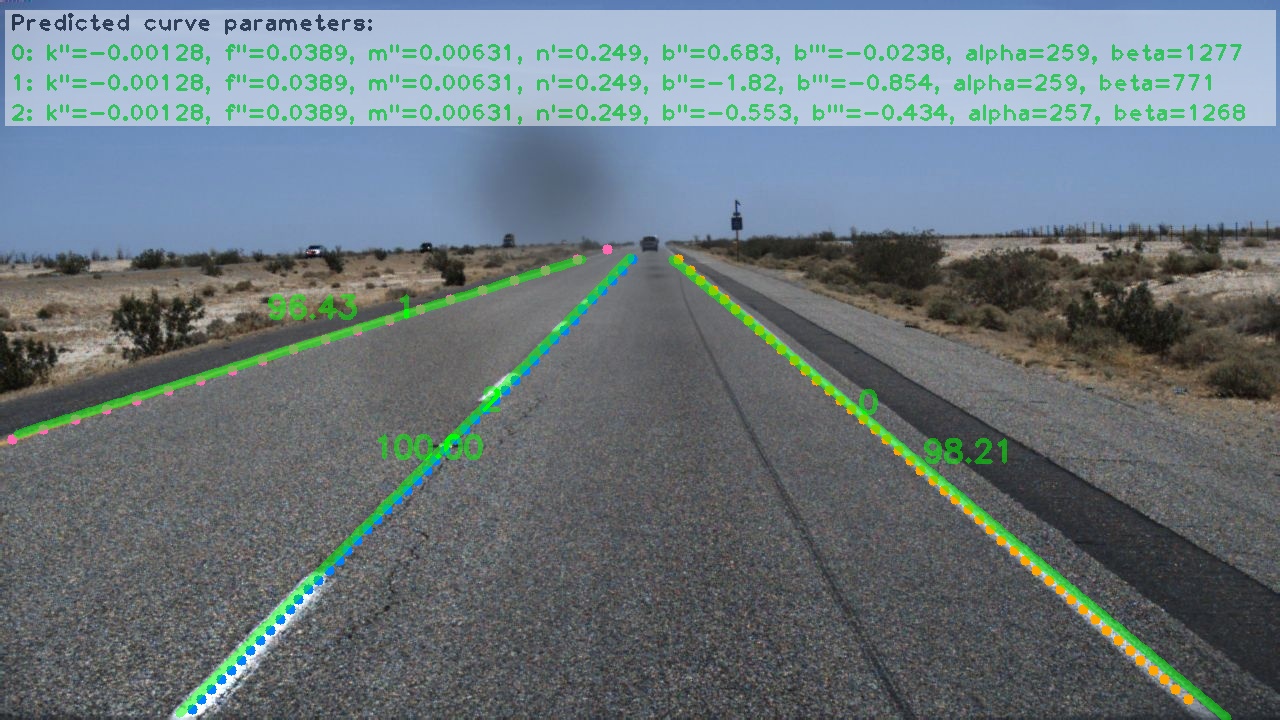 Predicted curve parameters:
0: k''=-0.00128, f''=0.0389, m''=0.00631, n'=0.249, b''=0.683, b'''=-0.0238, alpha=259, beta=1277
1: k''=-0.00128, f''=0.0389, m''=0.00631, n'=0.249, b''=-1.82, b'''=-0.854, alpha=259, beta=771
2: k''=-0.00128, f''=0.0389, m''=0.00631, n'=0.249, b''=-0.553, b'''=-0.434, alpha=257, beta=1268
96.43 1
2 0
100.00 98.21